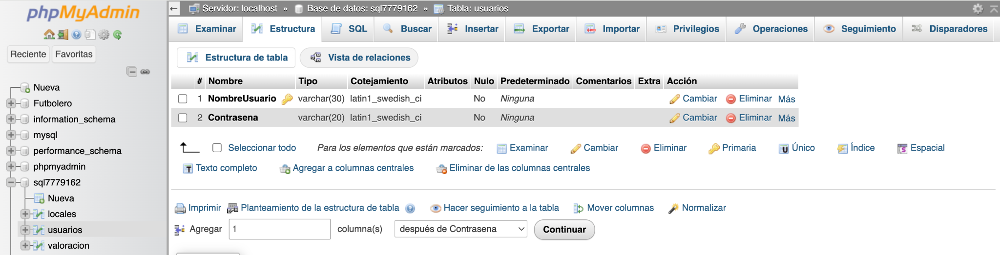 phpMyAdmin
Reciente Favoritas
Nueva
Futbolero
information_schema
mysql
performance_schema
phpmyadmin
sql7779162
Nueva
locales
usuarios
valoracion
Servidor: localhost » Base de datos: sql7779162 » Tabla: usuarios
Examinar Estructura SQL Buscar Insertar Exportar Importar Privilegios Operaciones Seguimiento Disparadores
Estructura de tabla Vista de relaciones
# Nombre Tipo Cotejamiento Atributos Nulo Predeterminado Comentarios Extra Acción
1 NombreUsuario varchar(30) latin1_swedish_ci No Ninguna Cambiar Eliminar Más
2 Contrasena varchar(20) latin1_swedish_ci No Ninguna Cambiar Eliminar Más
Seleccionar todo Para los elementos que están marcados: Examinar Cambiar Eliminar Primaria Único Índice Espacial
Texto completo Agregar a columnas centrales Eliminar de las columnas centrales
Imprimir Planteamiento de la estructura de tabla Hacer seguimiento a la tabla Mover columnas Normalizar
Agregar 1 columna(s) después de Contrasena Continuar